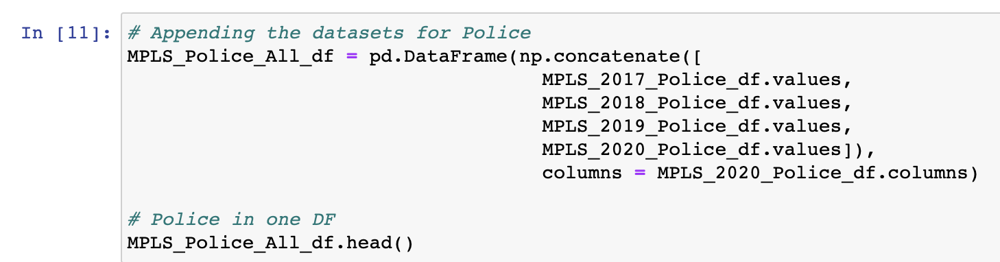 In [11]: # Appending the datasets for Police
MPLS_Police_All_df = pd.DataFrame(np.concatenate([
MPLS_2017_Police_df.values,
MPLS_2018_Police_df.values,
MPLS_2019_Police_df.values,
MPLS_2020_Police_df.values]),
columns = MPLS_2020_Police_df.columns)
# Police in one DF
MPLS_Police_All_df.head()